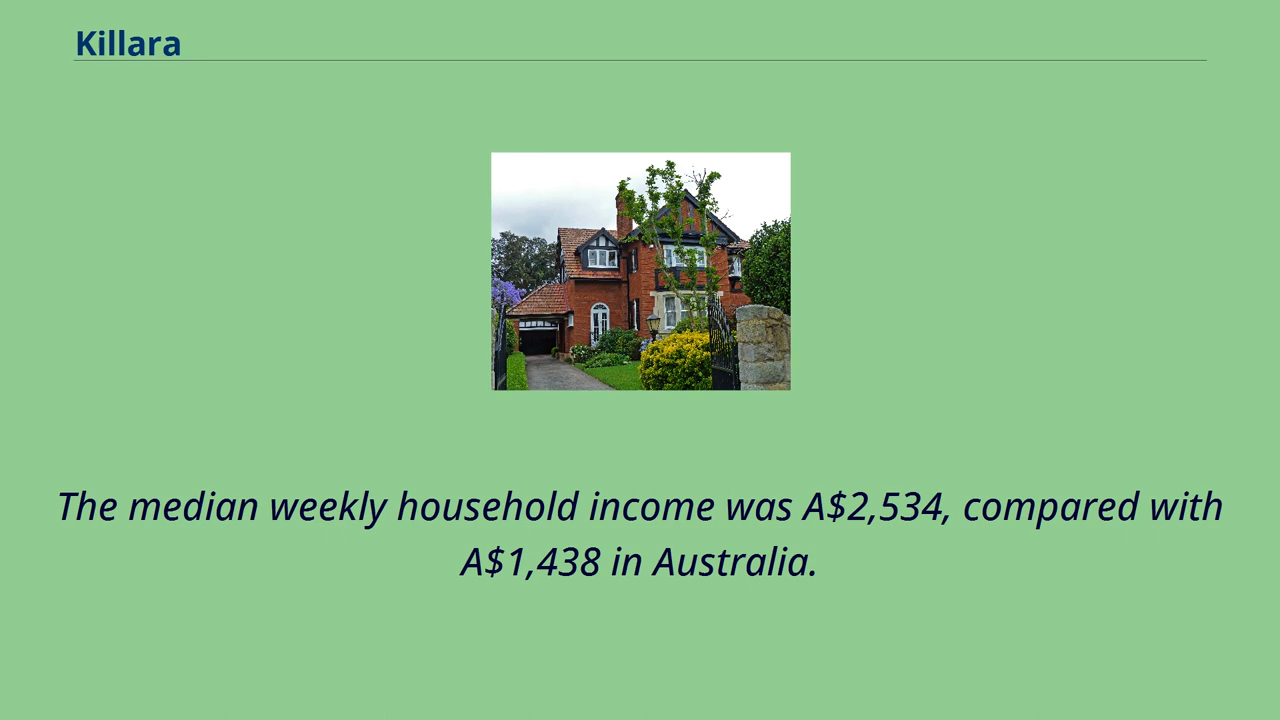 Killara
The median weekly household income was A$2,534, compared with
A$1,438 in Australia.